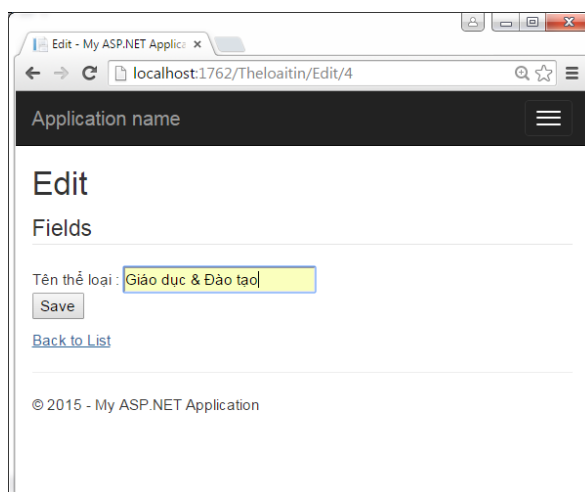 Edit - My ASP.NET Applica
localhost:1762/Theloaitin/Edit/4
Application name
Edit
Fields
Tên thể loại : Giáo dục & Đào tạo
Save
Back to List
© 2015 - My ASP.NET Application